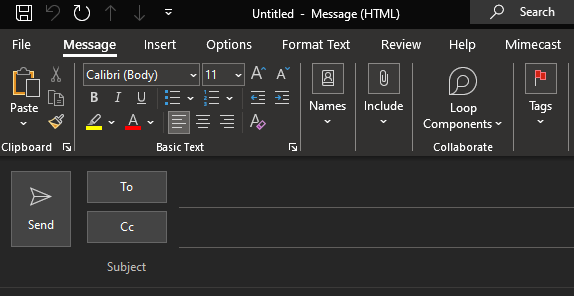 Untitled - Message (HTML)
Search
File Message Insert Options Format Text Review Help Mimecast
Calibri (Body) 11 A A
Paste
B I U
A A
Names Include Loop Components Tags
Clipboard Basic Text Collaborate
To
Send
Cc
Subject